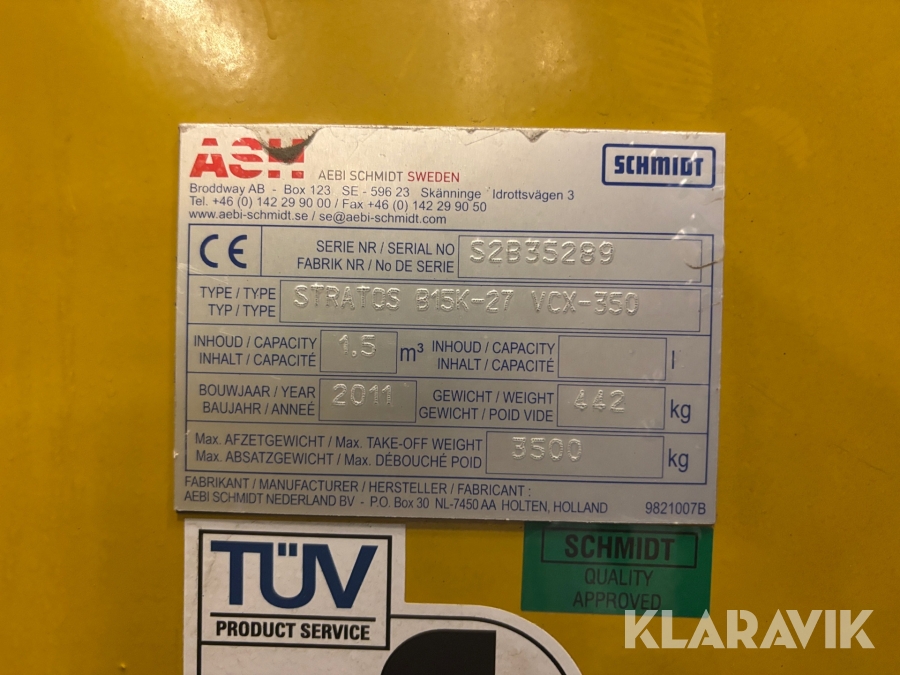 ASH AEBI SCHMIDT SWEDEN
SCHMIDT
Broddway AB - Box 123 SE - 596 23 Skänninge Idrottsvägen 3
Tel. +46 (0) 142 29 90 00 / Fax +46 (0) 142 29 90 50
www.aebi-schmidt.se / se@aebi-schmidt.com
CE
SERIE NR / SERIAL NO
FABRIK NR / No DE SERIE
S2B3S289
TYPE / TYPE
TYP / TYPE
STRATOS B15K-27 VCX-350
INHOUD / CAPACITY
INHALT / CAPACITÉ
1,5 m³
INHOUD / CAPACITY
INHALT / CAPACITÉ
l
BOUWJAAR / YEAR
BAUJAHR / ANNEÉ
2011
GEWICHT / WEIGHT
GEWICHT / POID VIDE
442 kg
Max. AFZETGEWICHT / Max. TAKE-OFF WEIGHT
Max. ABSATZGEWICHT / Max. DÉBOUCHÉ POID
3500 kg
FABRIKANT / MANUFACTURER / HERSTELLER / FABRICANT :
AEBI SCHMIDT NEDERLAND BV - P.O. Box 30 NL-7450 AA HOLTEN, HOLLAND 9821007B
TÜV
PRODUCT SERVICE
SCHMIDT
QUALITY
APPROVED
KLARAVIK